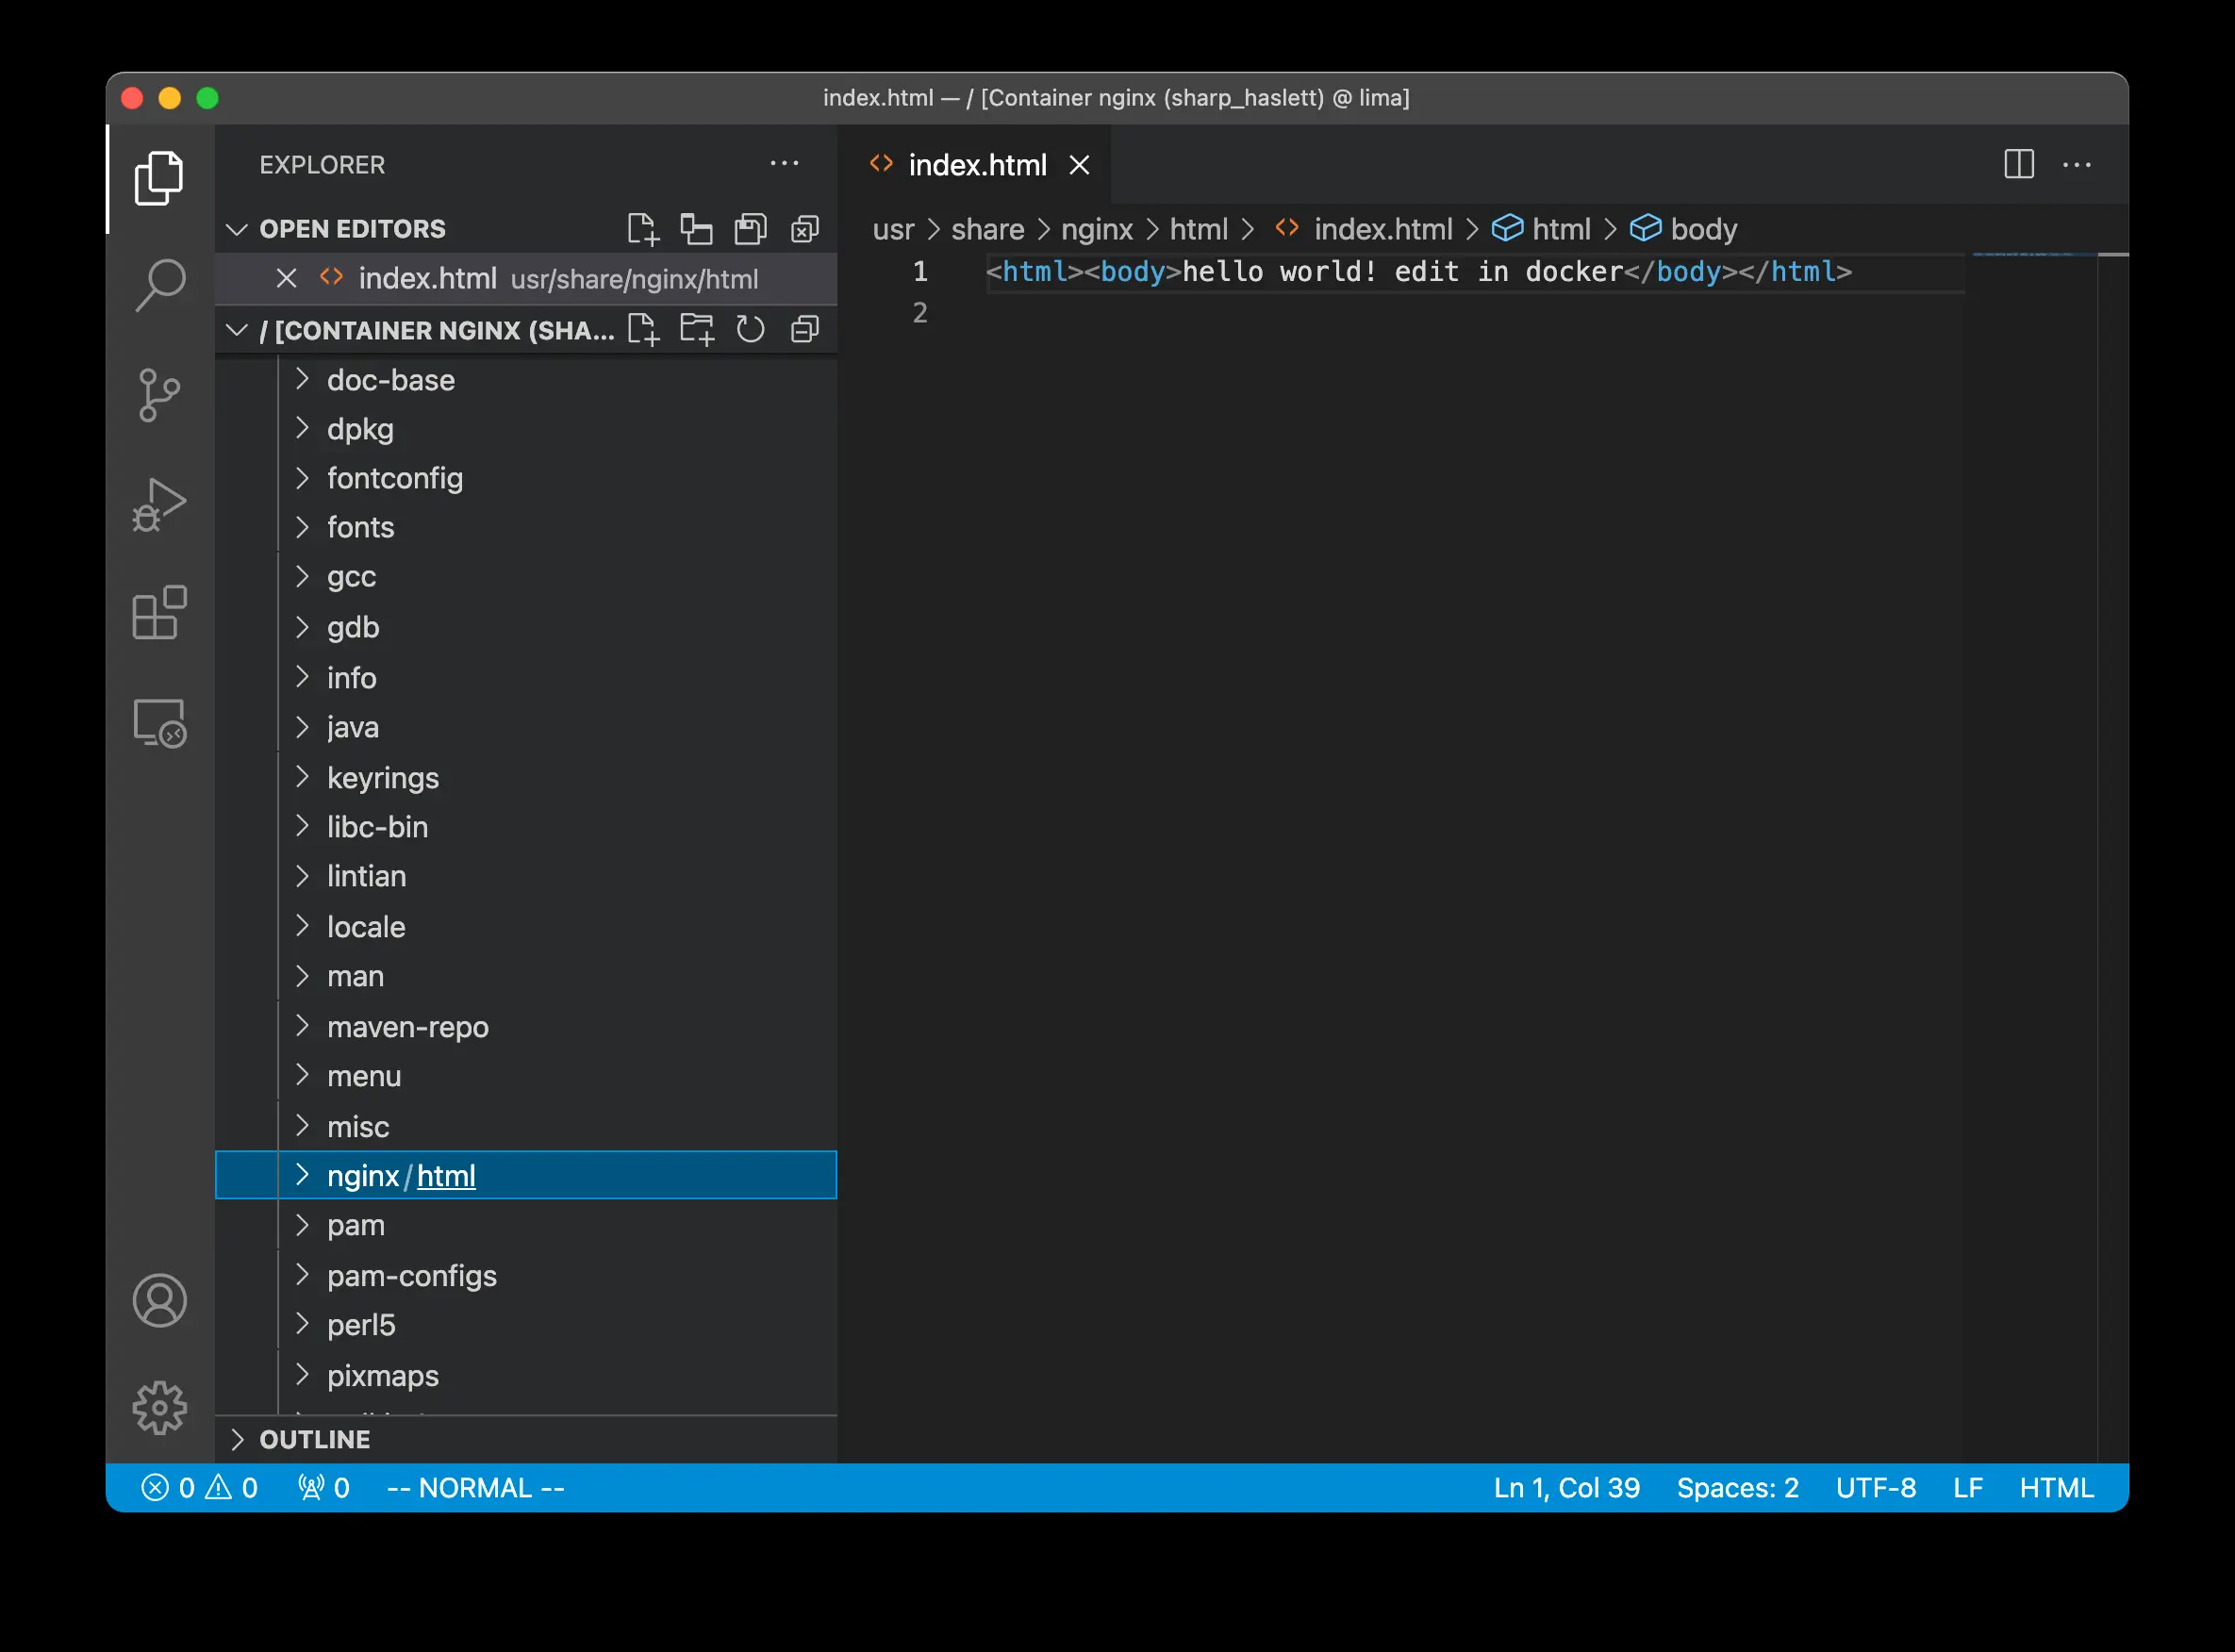 index.html — / [Container nginx (sharp_haslett) @ lima]
EXPLORER
OPEN EDITORS
index.html usr/share/nginx/html
/ [CONTAINER NGINX (SHA...
doc-base
dpkg
fontconfig
fonts
gcc
gdb
info
java
keyrings
libc-bin
lintian
locale
man
maven-repo
menu
misc
nginx/html
pam
pam-configs
perl5
pixmaps
OUTLINE
index.html
usr > share > nginx > html > index.html > html > body
1 <html><body>hello world! edit in docker</body></html>
2
0 0 0 -- NORMAL -- Ln 1, Col 39 Spaces: 2 UTF-8 LF HTML